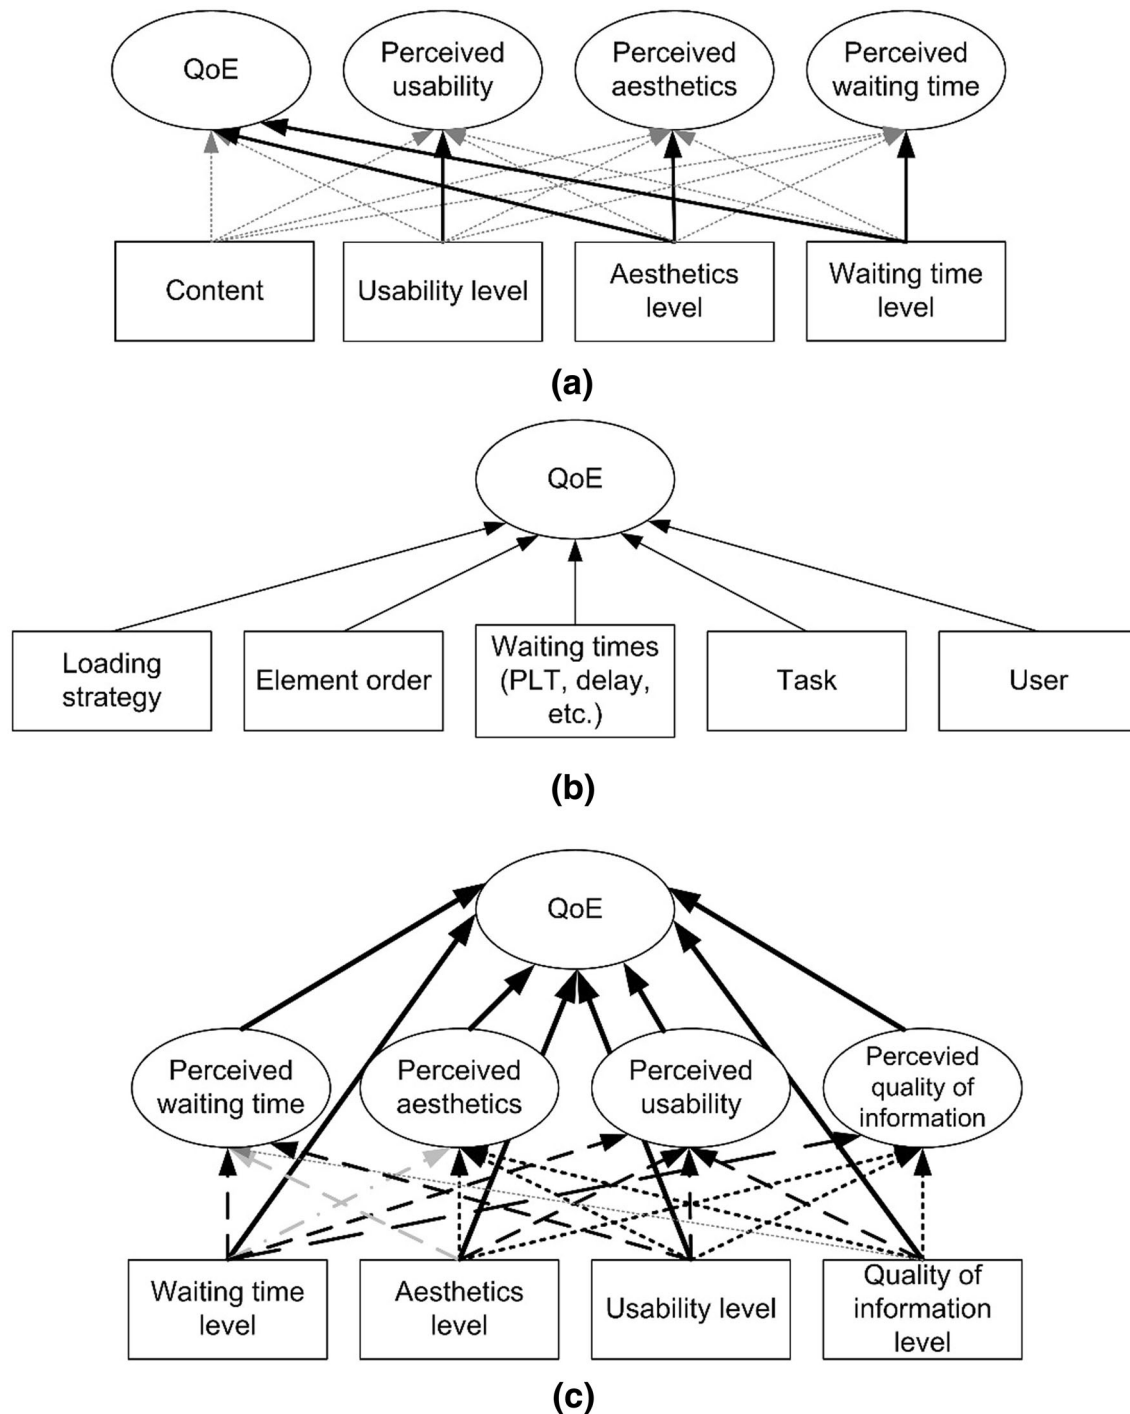 QoE
Perceived
usability
Perceived
aesthetics
Perceived
waiting time
Content
Usability level
Aesthetics
level
Waiting time
level
(a)
QoE
Loading
strategy
Element order
Waiting times
(PLT, delay,
etc.)
Task
User
(b)
QoE
Perceived
waiting time
Perceived
aesthetics
Perceived
usability
Percevied
quality of
information
Waiting time
level
Aesthetics
level
Usability level
Quality of
information
level
(c)